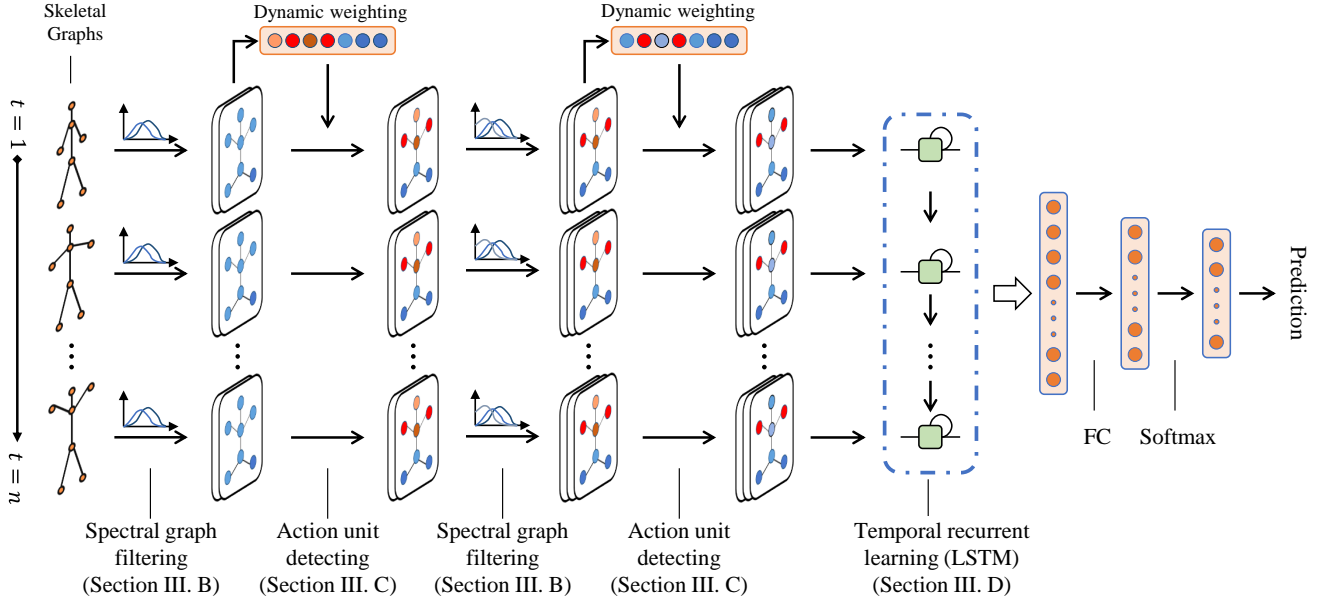 Skeletal
Graphs
Dynamic weighting
Dynamic weighting
t = 1
t = n
Prediction
FC
Softmax
Spectral graph
filtering
(Section III. B)
Action unit
detecting
(Section III. C)
Spectral graph
filtering
(Section III. B)
Action unit
detecting
(Section III. C)
Temporal recurrent
learning (LSTM)
(Section III. D)